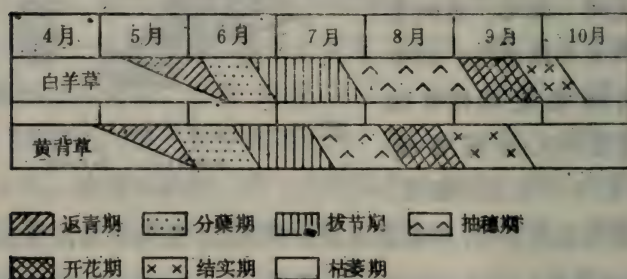 4月 5月 6月 7月 8月 9月 10月
白羊草
黄背草
返青期 分蘖期 拔节期 抽穗期
开花期 结实期 枯萎期